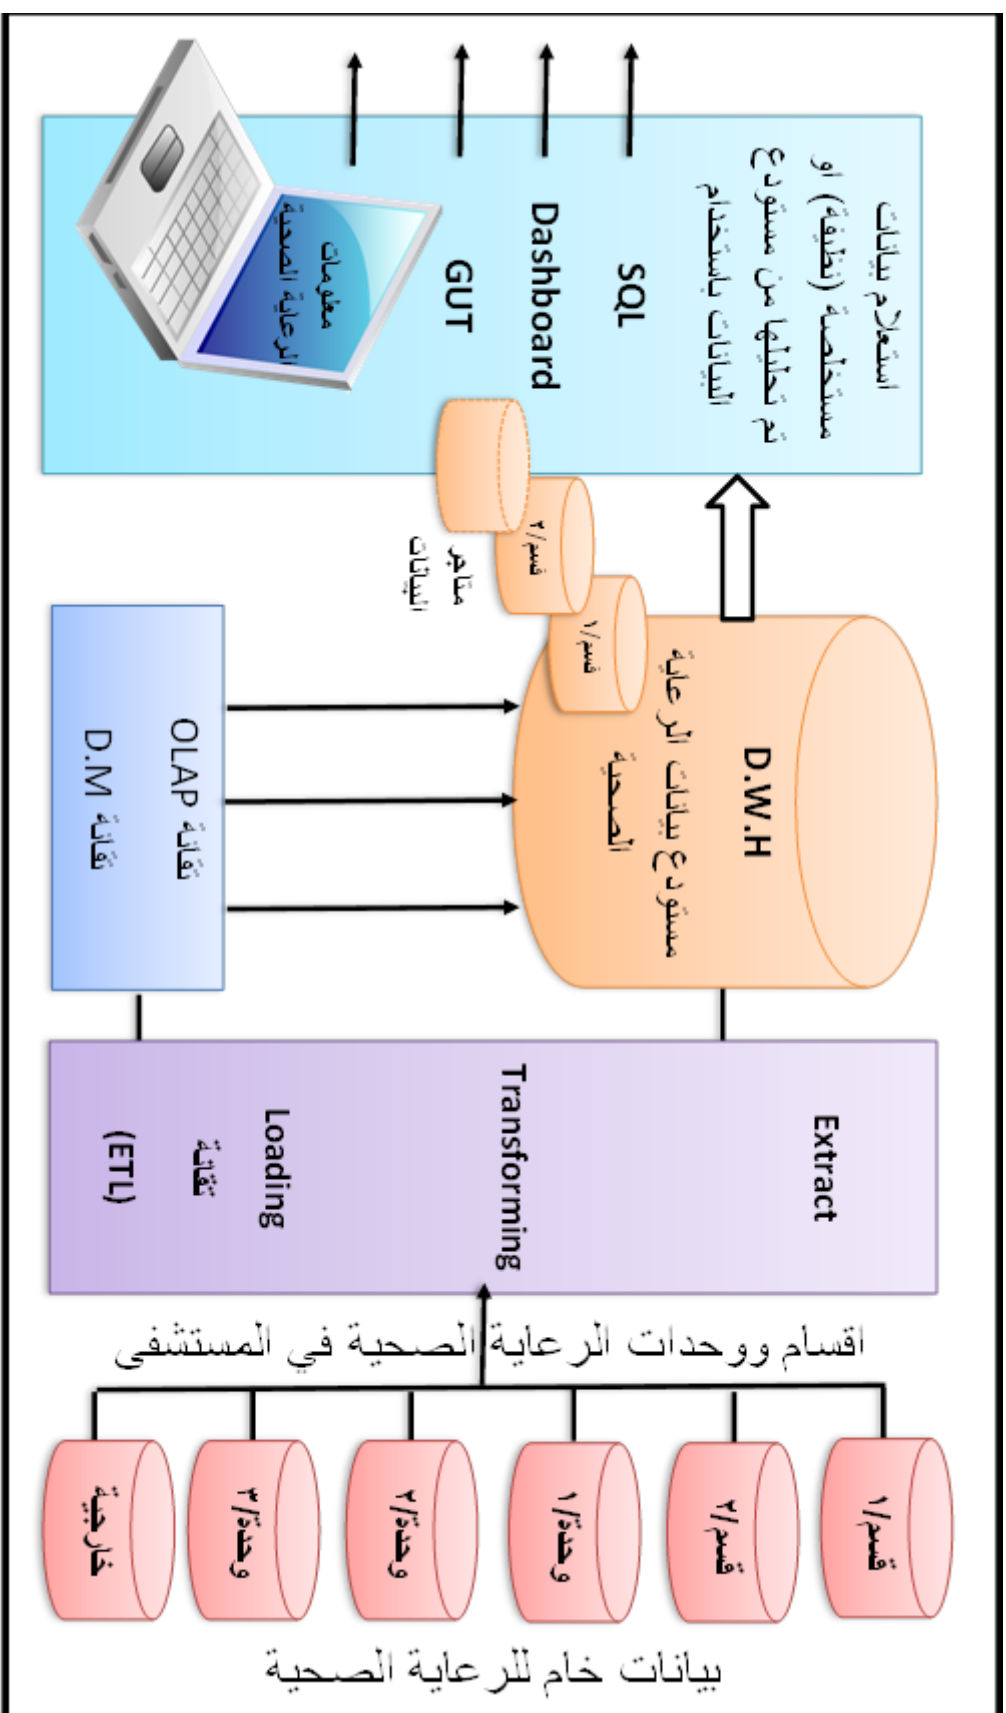 استعلام بيانات
مستخلصة (نظيفة) او
تم تحليلها من مستودع
البيانات باستخدام
SQL
Dashboard
GUT
معلومات
الرعاية الصحية
قسم/١
قسم/٢
متاجر
البيانات
D.W.H
مستودع بيانات الرعاية
الصحية
تقانة OLAP
تقانة D.M
Extract
Transforming
Loading
تقانة
(ETL)
اقسام ووحدات الرعاية الصحية في المستشفى
قسم/١
قسم/٢
وحدة/١
وحدة/٢
وحدة/٣
خارجية
بيانات خام للرعاية الصحية